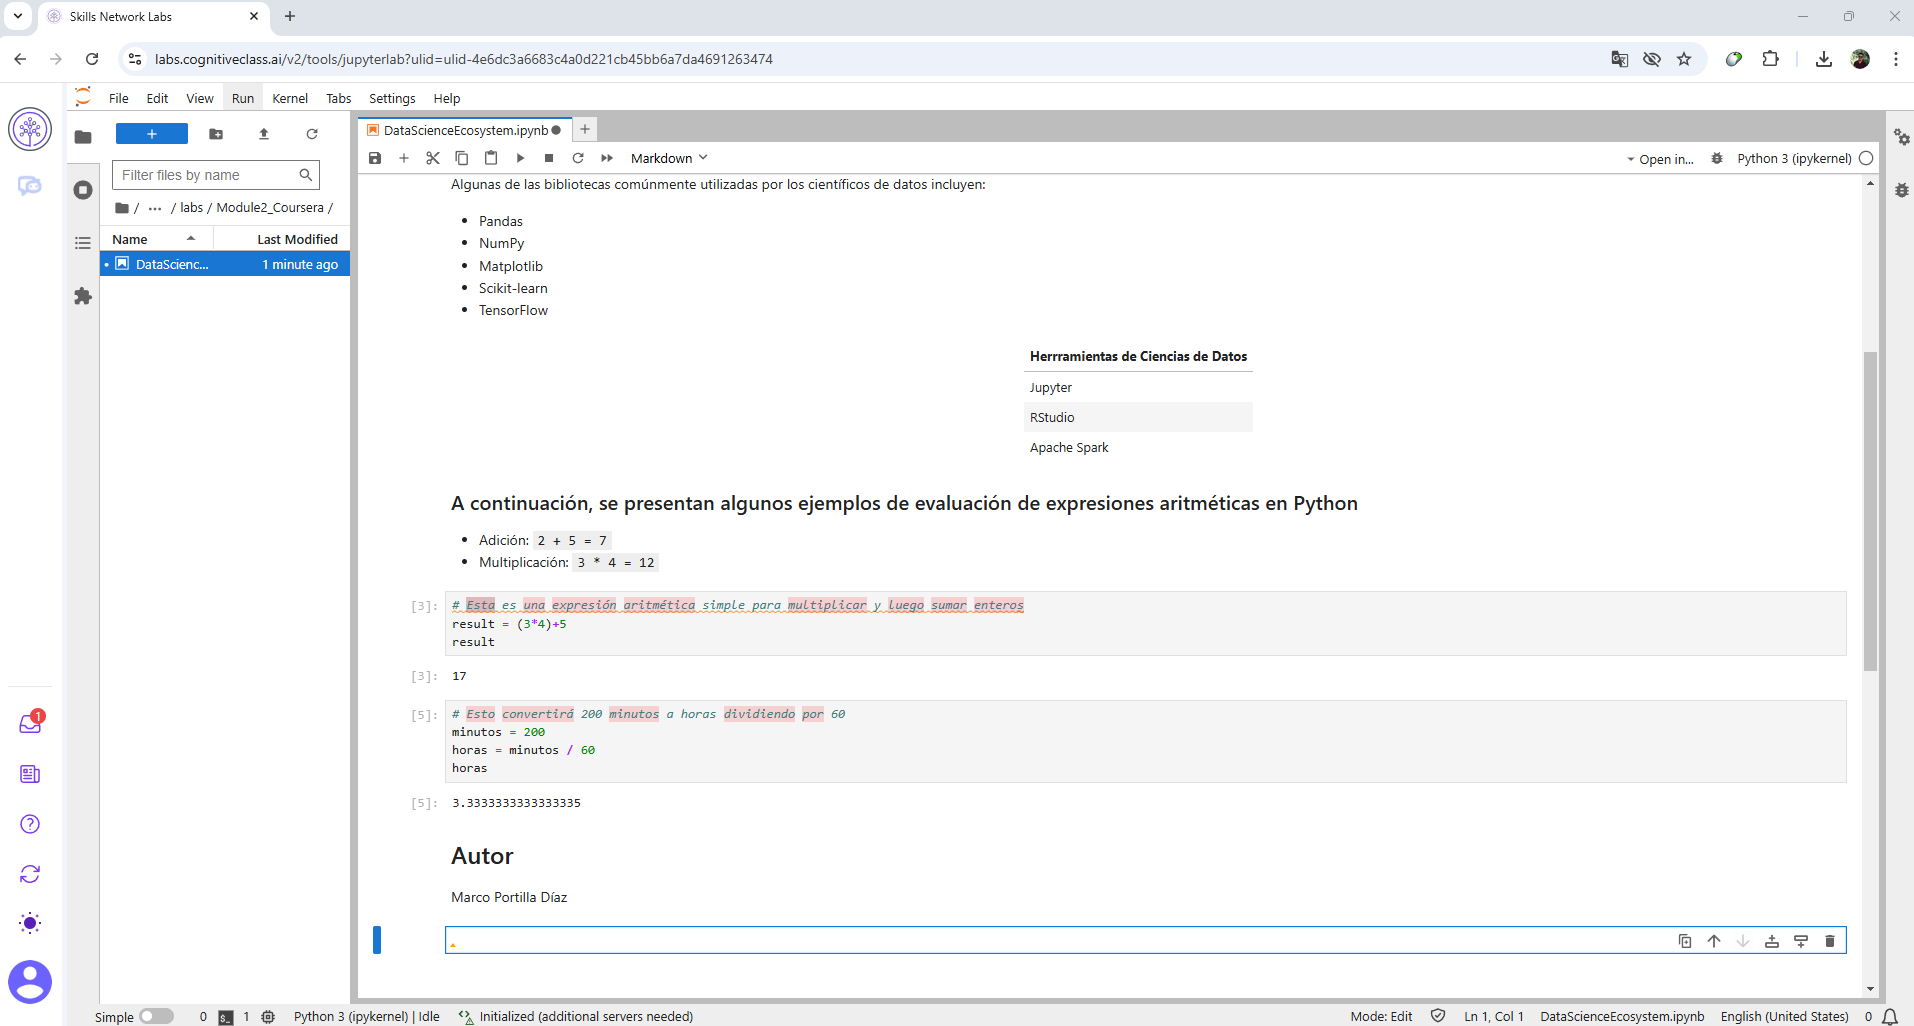 Skills Network Labs
labs.cognitiveclass.ai/v2/tools/jupyterlab?ulid=ulid-4e6dc3a6683c4a0d221cb45bb6a7da4691263474
File Edit View Run Kernel Tabs Settings Help
Filter files by name
/ ... / labs / Module2_Coursera /
Name Last Modified
DataScienc... 1 minute ago
DataScienceEcosystem.ipynb
Markdown
Open in...
Python 3 (ipykernel)
Algunas de las bibliotecas comúnmente utilizadas por los científicos de datos incluyen:
Pandas
NumPy
Matplotlib
Scikit-learn
TensorFlow
Herrramientas de Ciencias de Datos
Jupyter
RStudio
Apache Spark
A continuación, se presentan algunos ejemplos de evaluación de expresiones aritméticas en Python
Adición: 2 + 5 = 7
Multiplicación: 3 * 4 = 12
[3]: # Esta es una expresión aritmética simple para multiplicar y luego sumar enteros
result = (3*4)+5
result
[3]: 17
[5]: # Esto convertirá 200 minutos a horas dividiendo por 60
minutos = 200
horas = minutos / 60
horas
[5]: 3.3333333333333335
Autor
Marco Portilla Díaz
1
Simple 0 $_ 1 Python 3 (ipykernel) | Idle Initialized (additional servers needed) Mode: Edit Ln 1, Col 1 DataScienceEcosystem.ipynb English (United States) 0